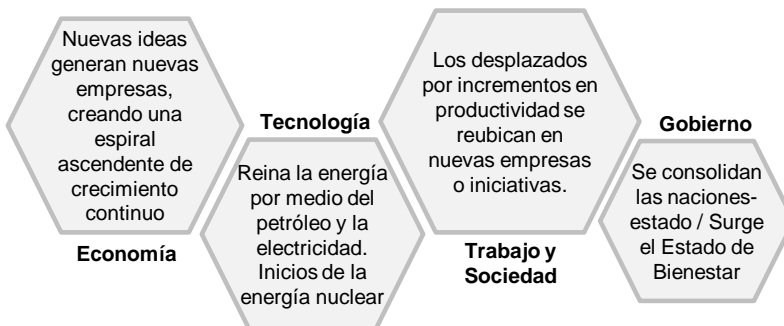 Nuevas ideas
generan nuevas
empresas,
creando una
espiral
ascendente de
crecimiento
continuo
Economía
Tecnología
Reina la energía
por medio del
petróleo y la
electricidad.
Inicios de la
energía nuclear
Los desplazados
por incrementos en
productividad se
reubican en
nuevas empresas
o iniciativas.
Trabajo y
Sociedad
Gobierno
Se consolidan
las naciones-
estado / Surge
el Estado de
Bienestar